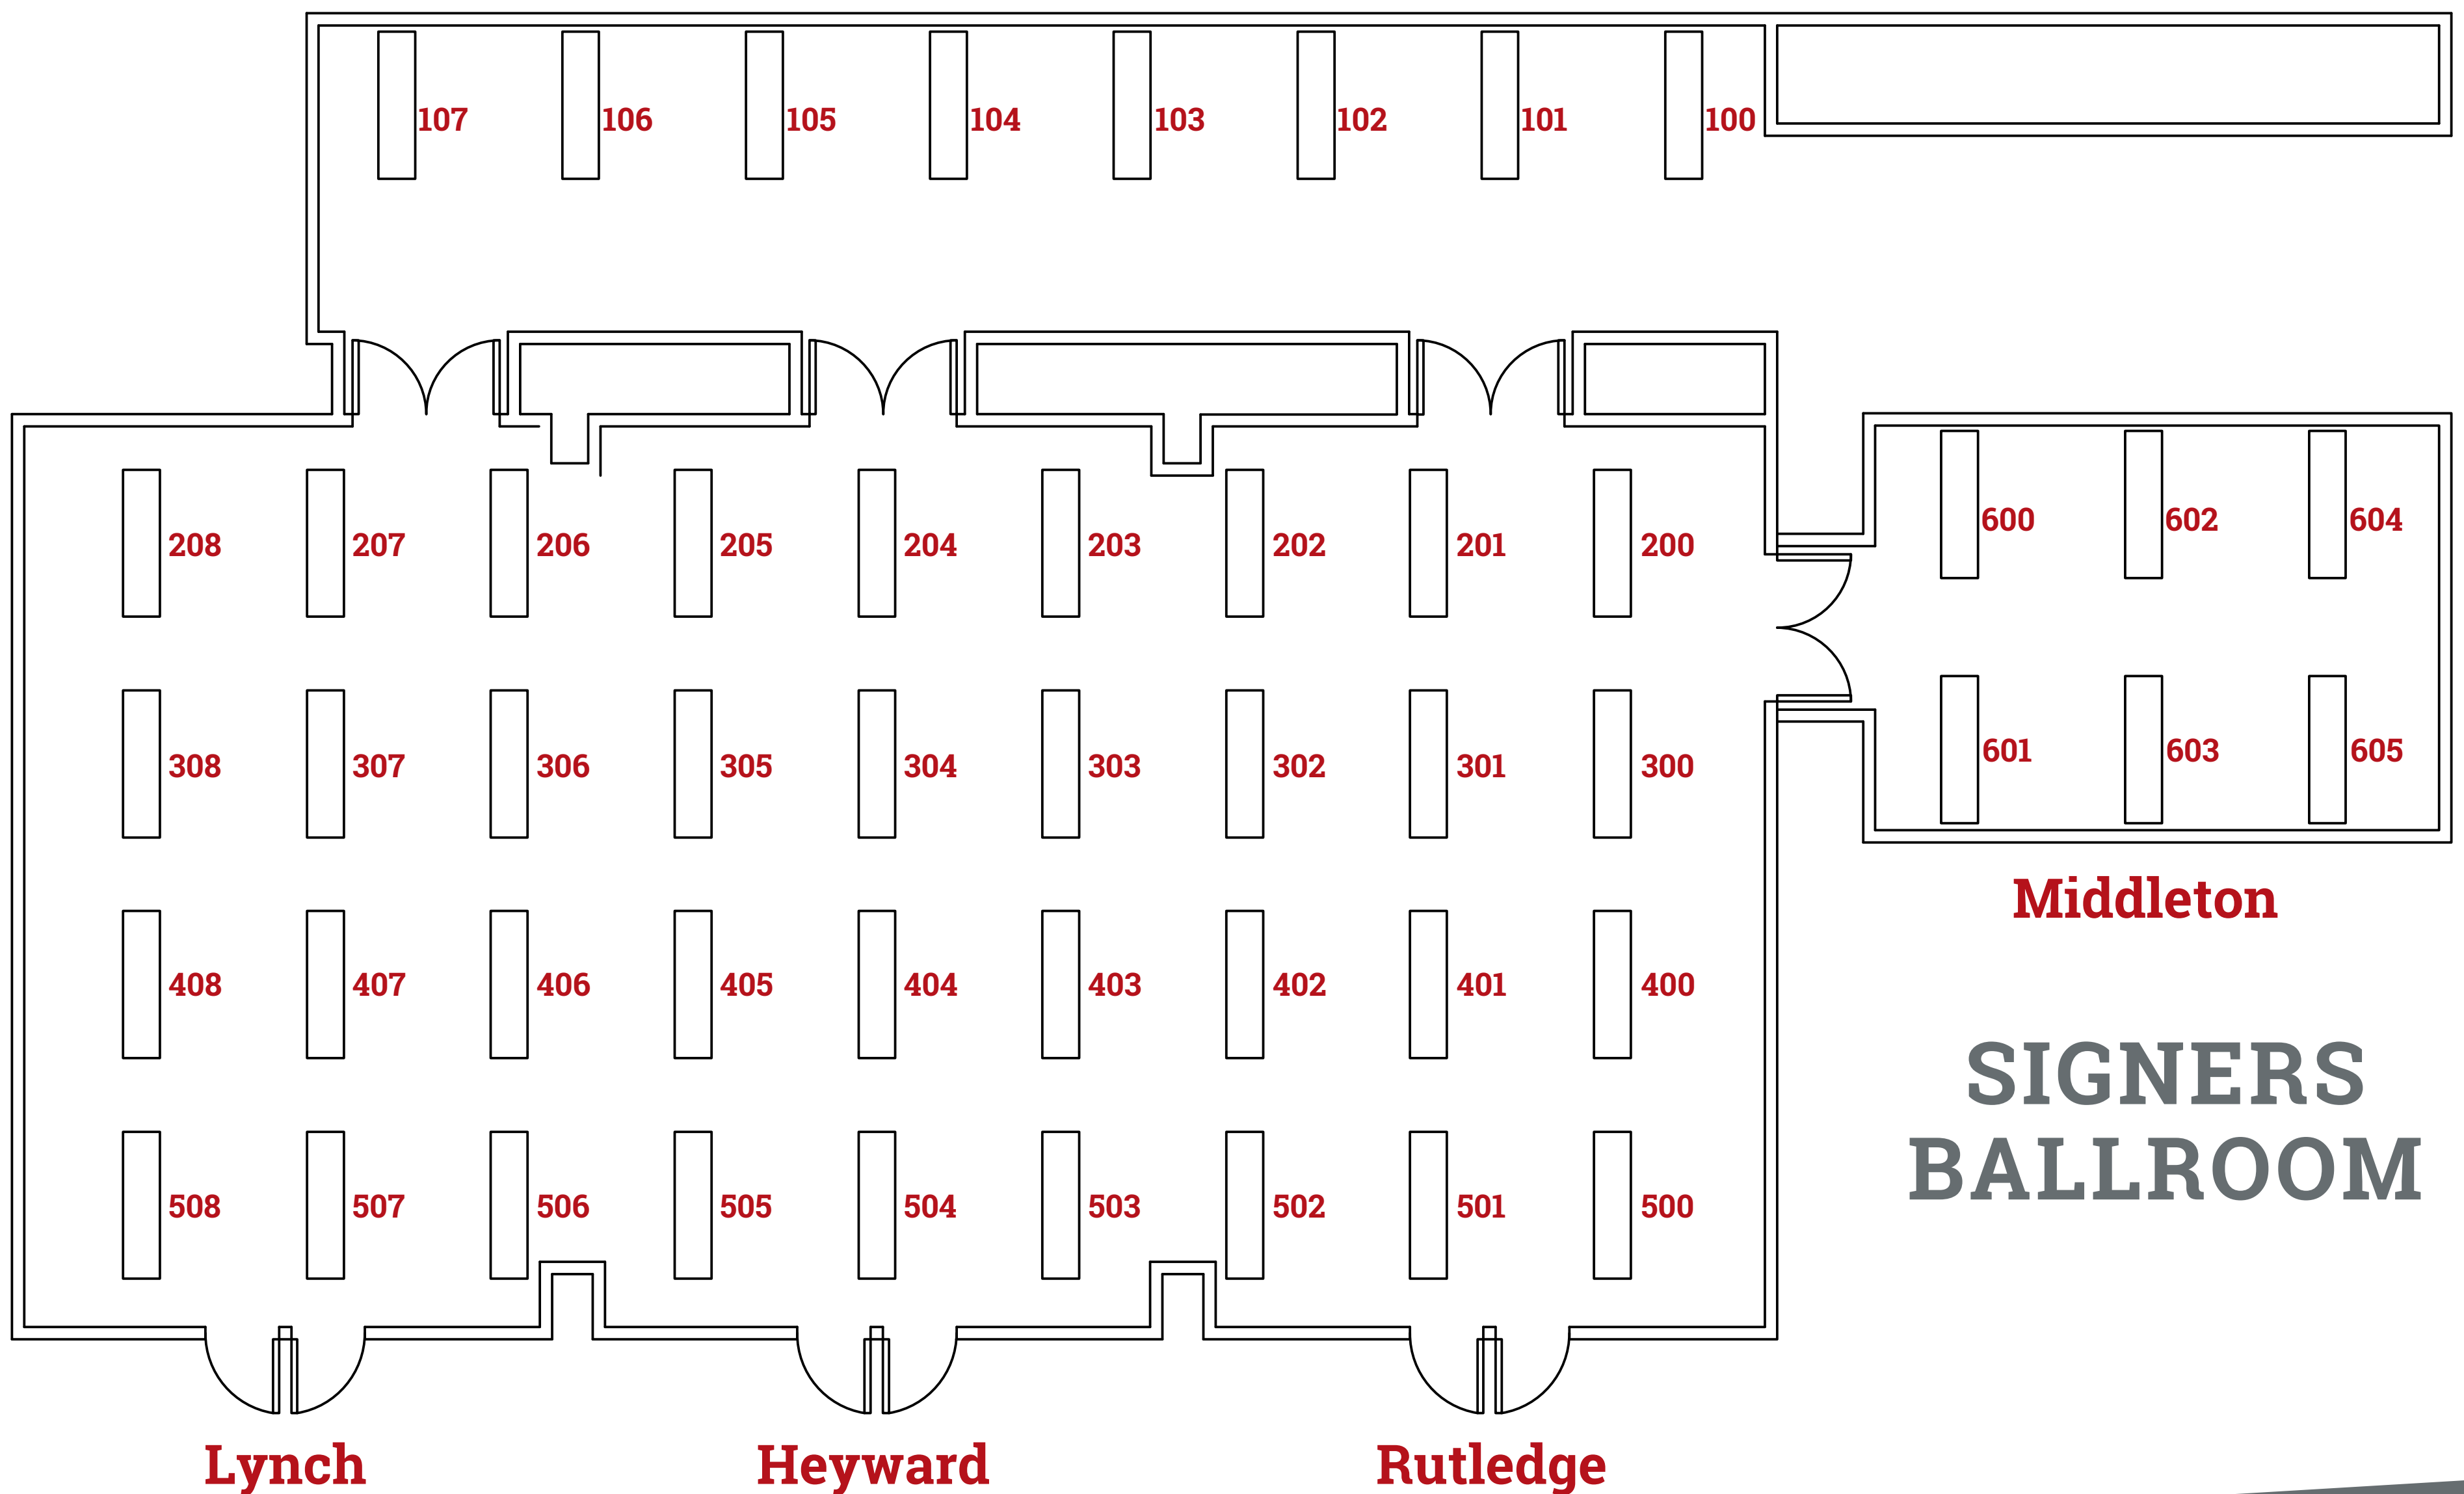 107 106 105 104 103 102 101 100
600 602 604
208 207 206 205 204 203 202 201 200
601 603 605
308 307 306 305 304 303 302 301 300
Middleton
408 407 406 405 404 403 402 401 400
SIGNERS
BALLROOM
508 507 506 505 504 503 502 501 500
Lynch Heyward Rutledge